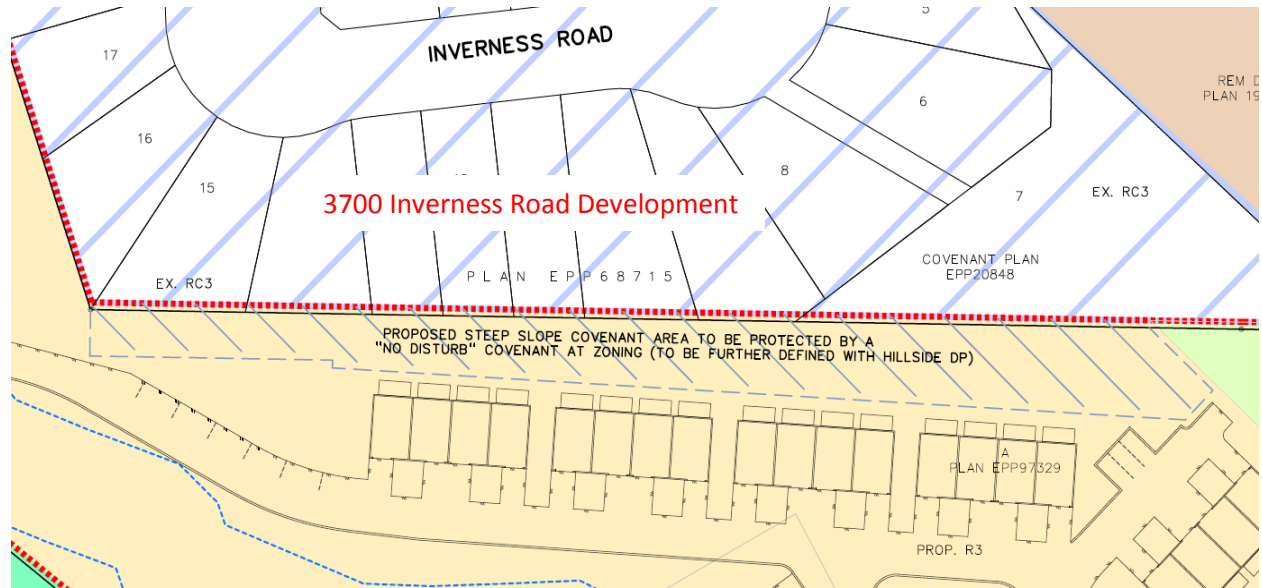 5
INVERNESS ROAD
17
REM
PLAN 19
6
16
8
15
3700 Inverness Road Development
7
EX. RC3
COVENANT PLAN
EPP20848
PLAN EPP68715
EX. RC3
PROPOSED STEEP SLOPE COVENANT AREA TO BE PROTECTED BY A
"NO DISTURB" COVENANT AT ZONING (TO BE FURTHER DEFINED WITH HILLSIDE DP)
A
PLAN EPP97329
PROP. R3